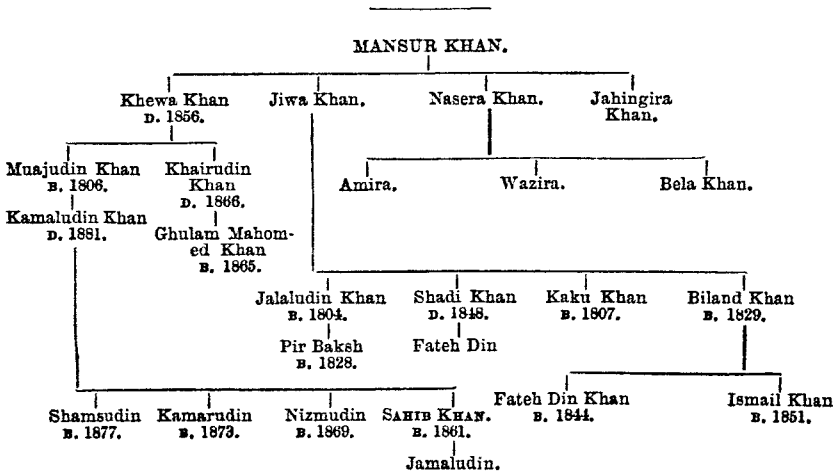 MANSUR KHAN.
Khewa Khan
D. 1856.
Jiwa Khan.
Nasera Khan.
Jahingira
Khan.
Muajudin Khan
B. 1806.
Khairudin
Khan
D. 1866.
Amira.
Wazira.
Bela Khan.
Kamaludin Khan
D. 1881.
Ghulam Mahom-
ed Khan
B. 1865.
Jalaludin Khan
B. 1804.
Shadi Khan
D. 1848.
Kaku Khan
B. 1807.
Biland Khan
B. 1829.
Pir Baksh
B. 1828.
Fateh Din
Shamsudin
B. 1877.
Kamarudin
B. 1873.
Nizmudin
B. 1869.
SAHIB KHAN.
B. 1861.
Fateh Din Khan
B. 1844.
Ismail Khan
B. 1851.
Jamaludin.